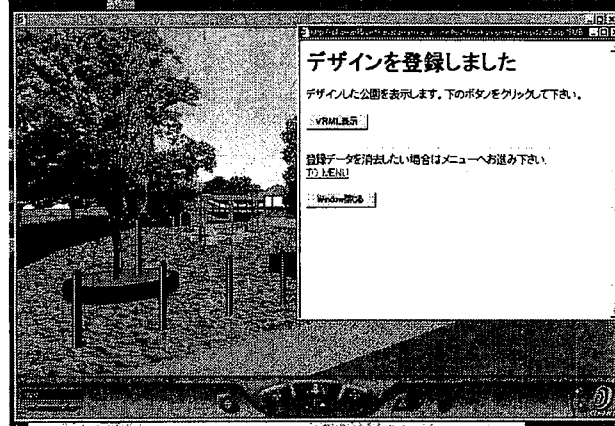 デザインを登録しました
デザインした公園を表示します。下のボタンをクリックして下さい。
VRML表示
登録データを消去したい場合はメニューへお進み下さい
TO MENU
Window閉じる